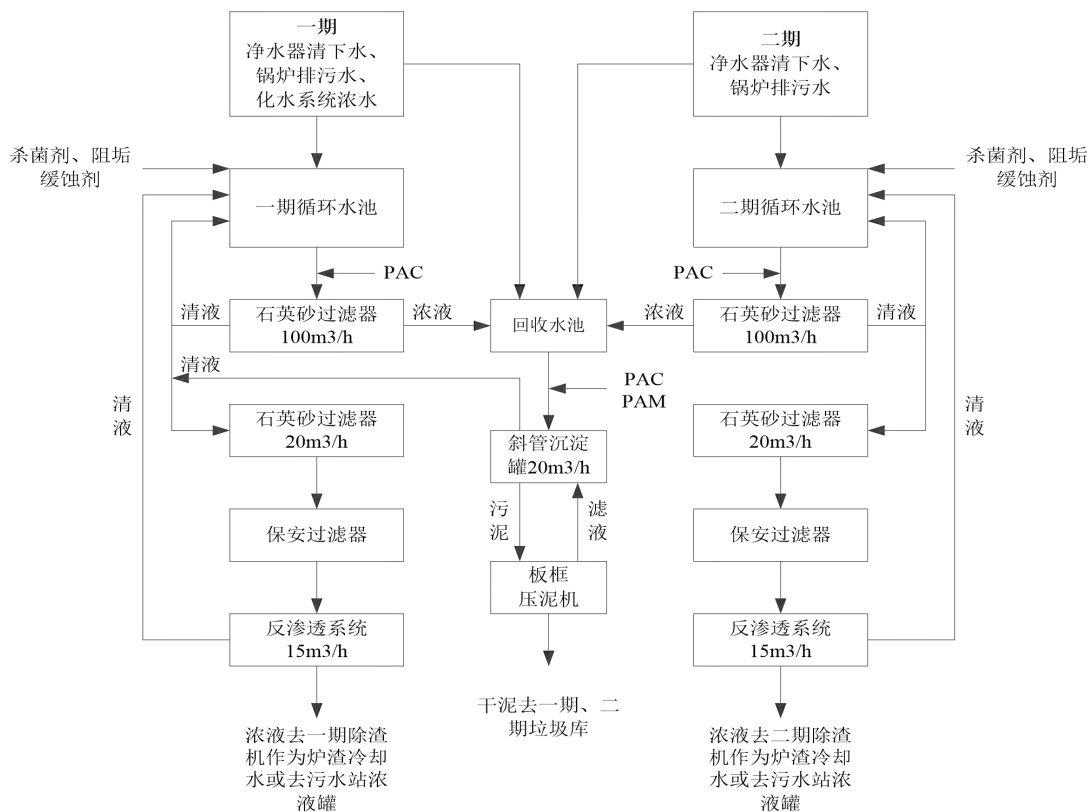 一期
净水器清下水、
锅炉排污水、
化水系统浓水
二期
净水器清下水、
锅炉排污水
杀菌剂、阻垢
缓蚀剂
杀菌剂、阻垢
缓蚀剂
一期循环水池
二期循环水池
PAC
PAC
清液
石英砂过滤器
100m3/h
浓液
回收水池
浓液
石英砂过滤器
100m3/h
清液
清液
PAC
PAM
清
液
石英砂过滤器
20m3/h
斜管沉淀
罐20m3/h
石英砂过滤器
20m3/h
清
液
污
泥
滤
液
保安过滤器
保安过滤器
板框
压泥机
反渗透系统
15m3/h
反渗透系统
15m3/h
干泥去一期、二
期垃圾库
浓液去一期除渣
机作为炉渣冷却
水或去污水站浓
液罐
浓液去二期除渣
机作为炉渣冷却
水或去污水站浓
液罐